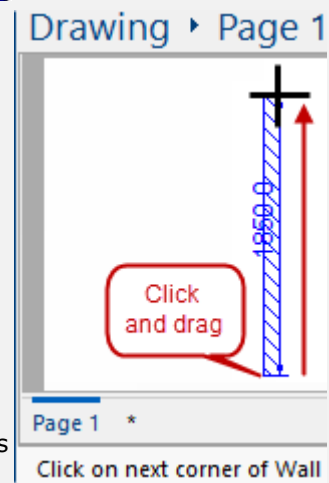 Drawing ▸ Page 1
1850.0
Click
and drag
Page 1 *
s
Click on next corner of Wall